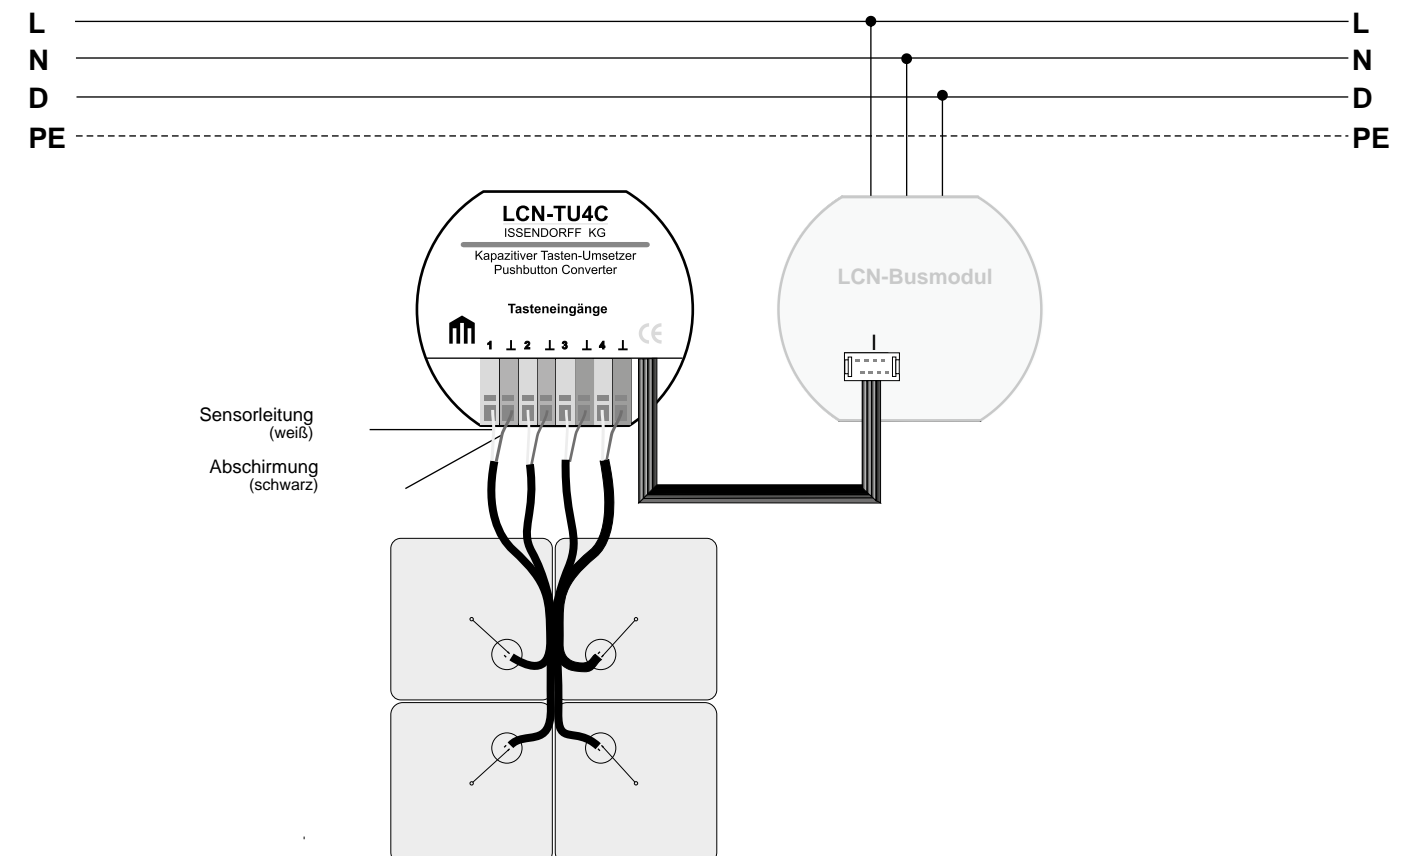 L L
N N
D D
PE PE
LCN-TU4C
ISSENDORFF KG
Kapazitiver Tasten-Umsetzer
Pushbutton Converter
LCN-Busmodul
Tasteneingänge
CE
1 ⊥ 2 ⊥ 3 ⊥ 4 ⊥
I
Sensorleitung
(weiß)
Abschirmung
(schwarz)